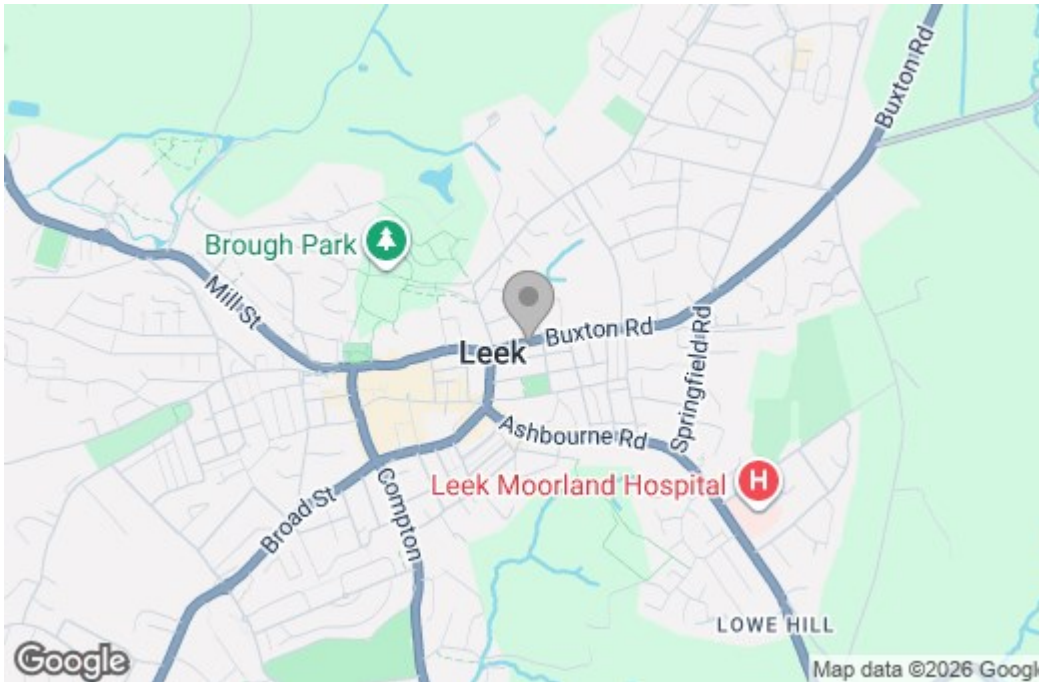 Buxton Rd
Brough Park
Mill St
Buxton Rd
Leek
Springfield Rd
Ashbourne Rd
Leek Moorland Hospital
H
Compton
Broad St
LOWE HILL
Google
Map data ©2026 Google